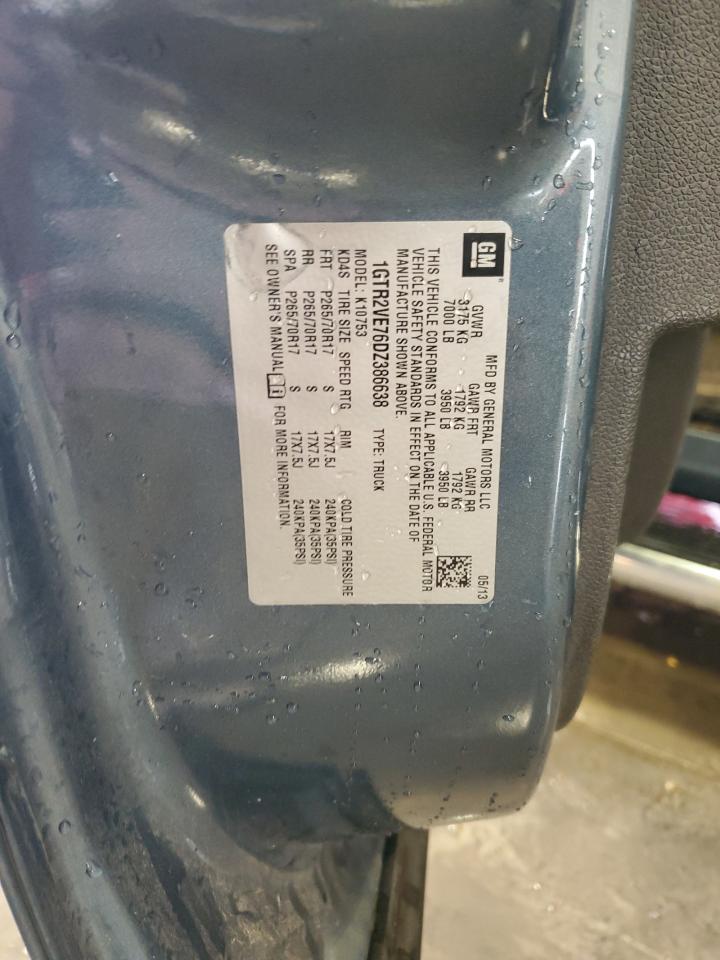 GM
MFD BY GENERAL MOTORS LLC 05/13
GVWR GAWR FRT GAWR RR
3175 KG 1792 KG 1792 KG
7000 LB 3950 LB 3950 LB
THIS VEHICLE CONFORMS TO ALL APPLICABLE U.S. FEDERAL MOTOR
VEHICLE SAFETY STANDARDS IN EFFECT ON THE DATE OF
MANUFACTURE SHOWN ABOVE.
1GTR2VE76DZ386638 TYPE: TRUCK
MODEL: K10753
KD4S TIRE SIZE SPEED RTG RIM COLD TIRE PRESSURE
FRT P265/70R17 S 17X7.5J 240KPA(35PSI)
RR P265/70R17 S 17X7.5J 240KPA(35PSI)
SPA P265/70R17 S 17X7.5J 240KPA(35PSI)
SEE OWNER'S MANUAL FOR MORE INFORMATION.